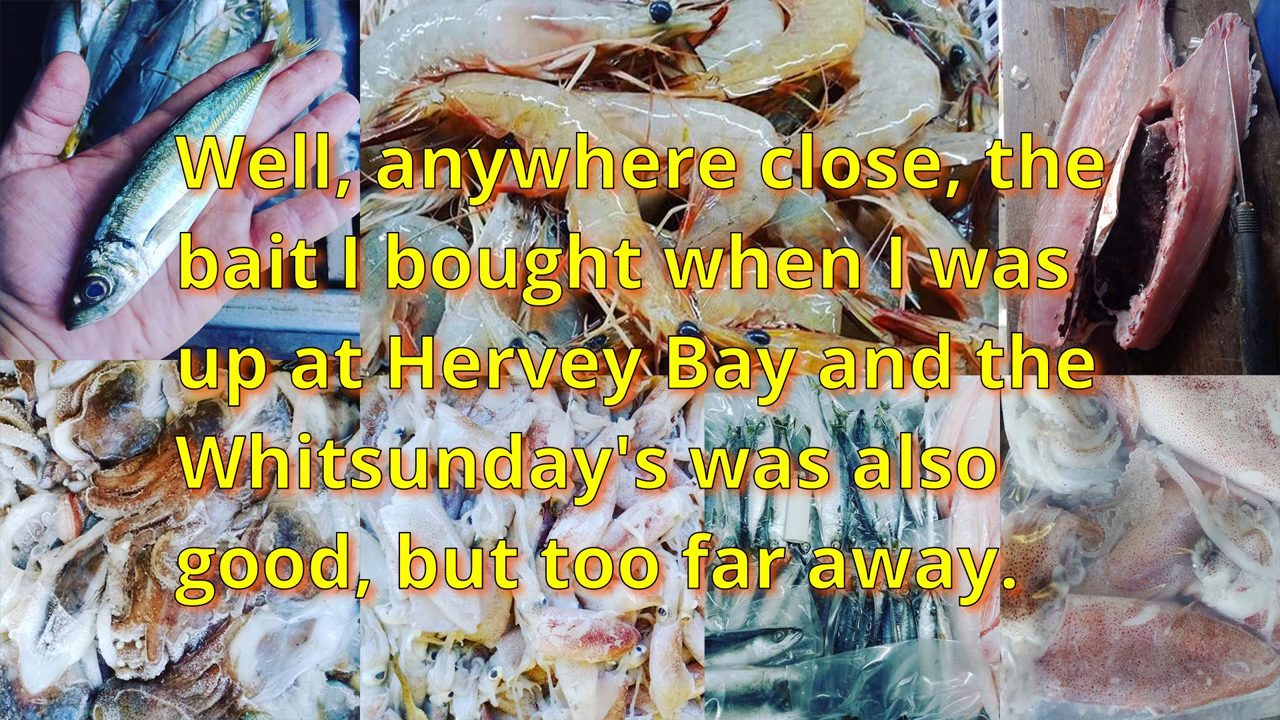 Well, anywhere close, the
bait I bought when I was
up at Hervey Bay and the
Whitsunday's was also
good, but too far away.